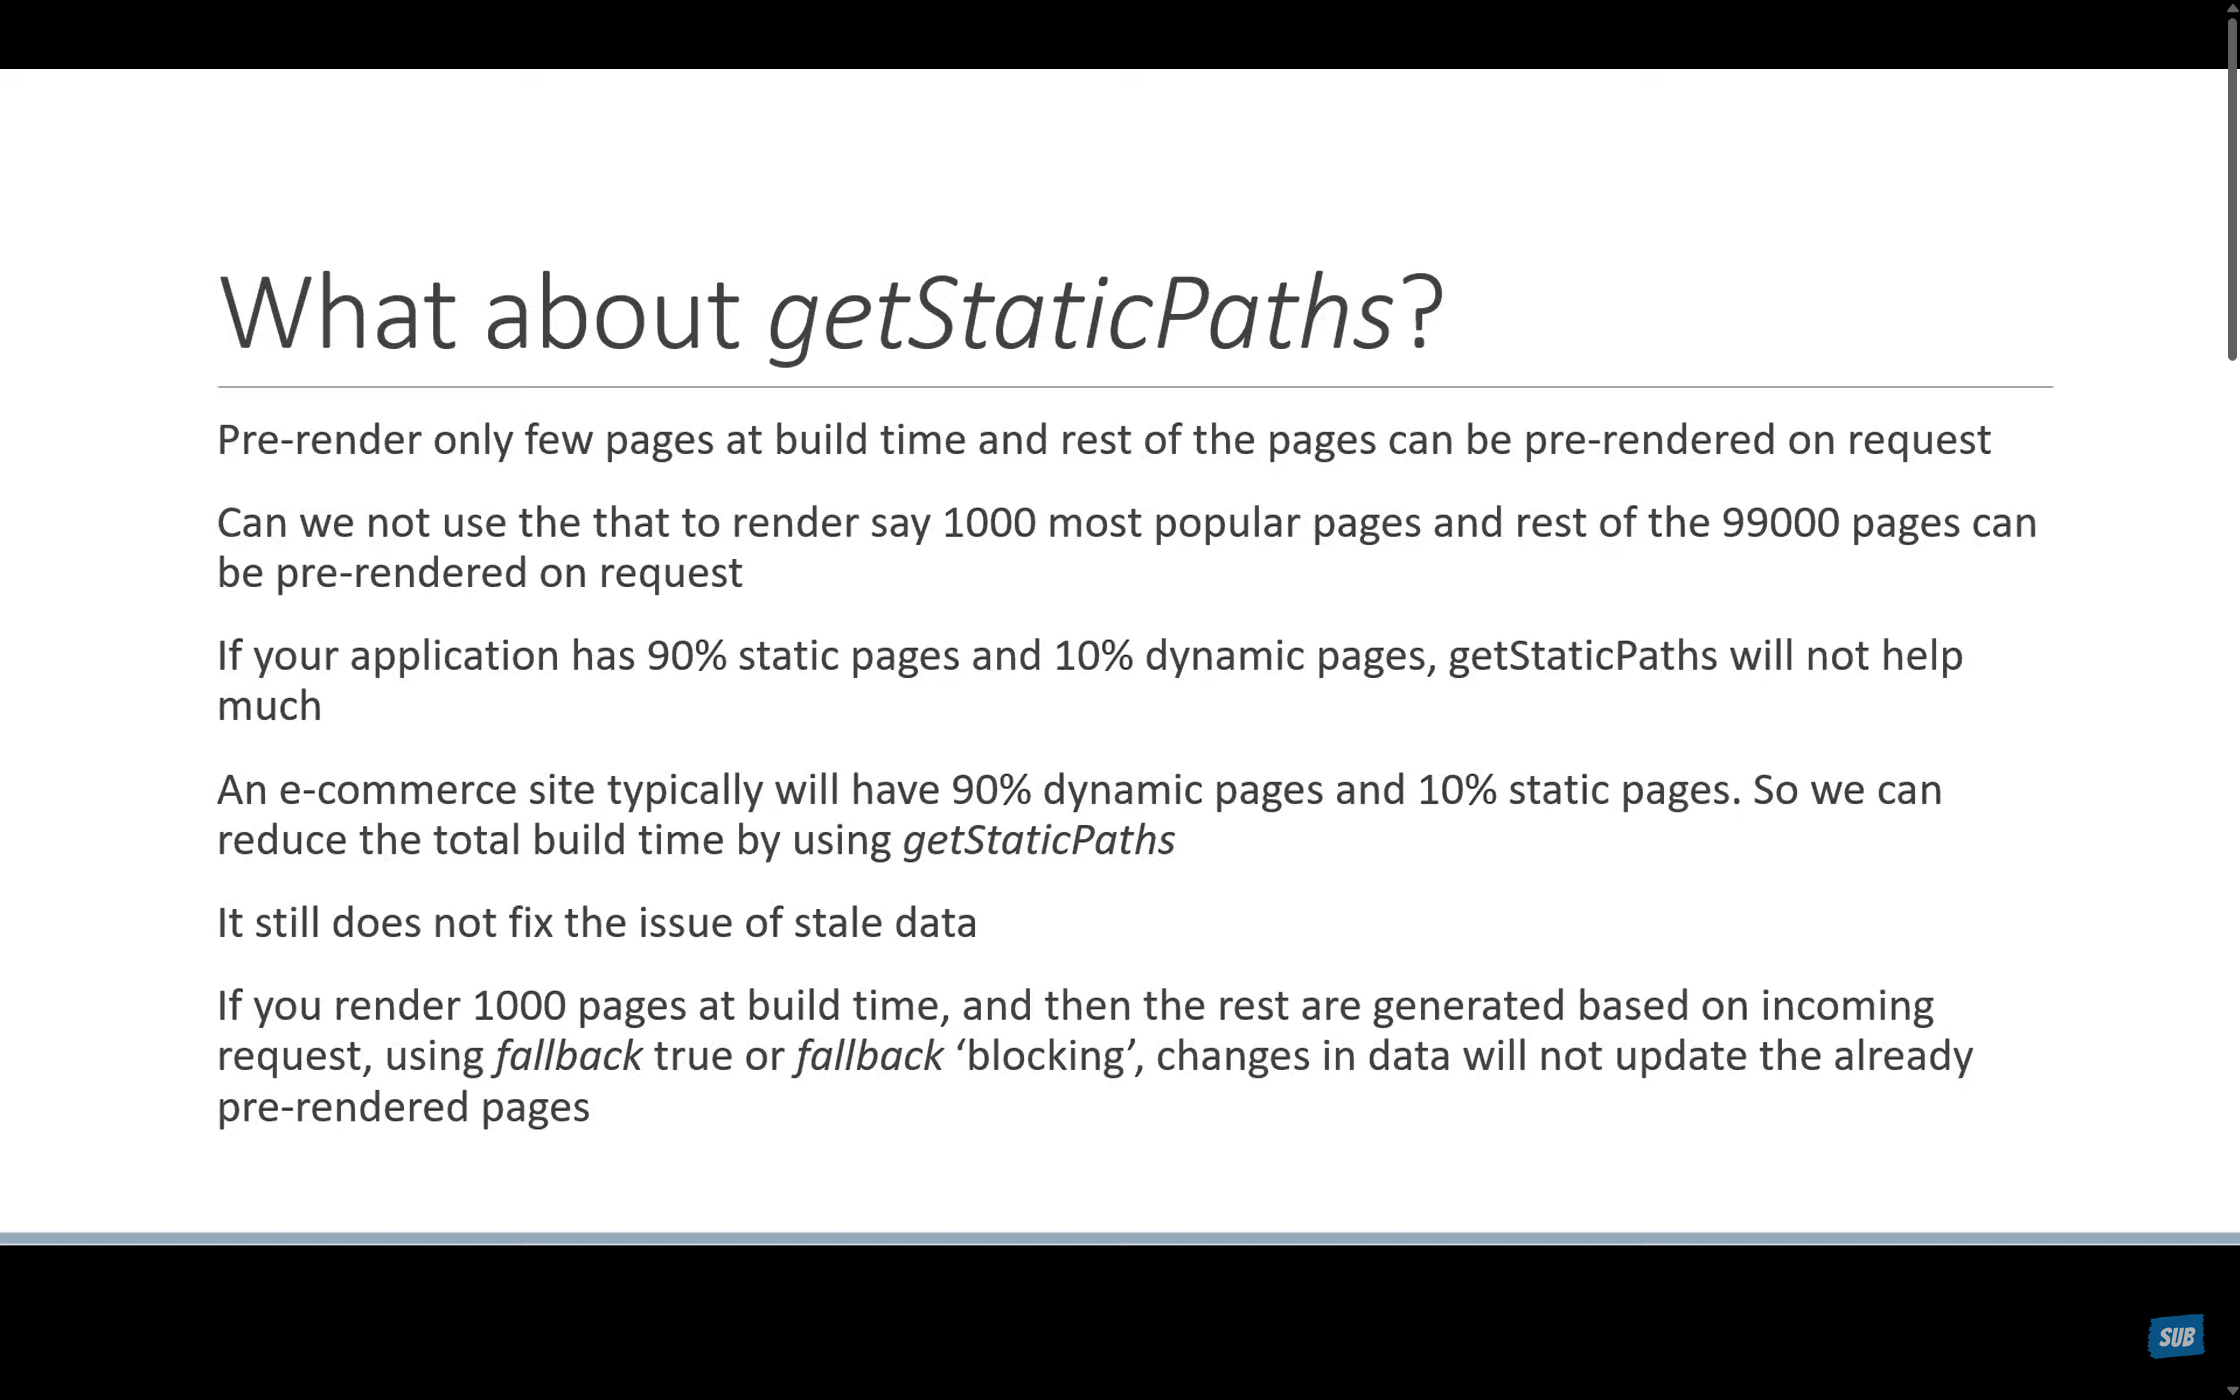 What about getStaticPaths?
Pre-render only few pages at build time and rest of the pages can be pre-rendered on request
Can we not use the that to render say 1000 most popular pages and rest of the 99000 pages can
be pre-rendered on request
If your application has 90% static pages and 10% dynamic pages, getStaticPaths will not help
much
An e-commerce site typically will have 90% dynamic pages and 10% static pages. So we can
reduce the total build time by using getStaticPaths
It still does not fix the issue of stale data
If you render 1000 pages at build time, and then the rest are generated based on incoming
request, using fallback true or fallback ‘blocking’, changes in data will not update the already
pre-rendered pages
SUB